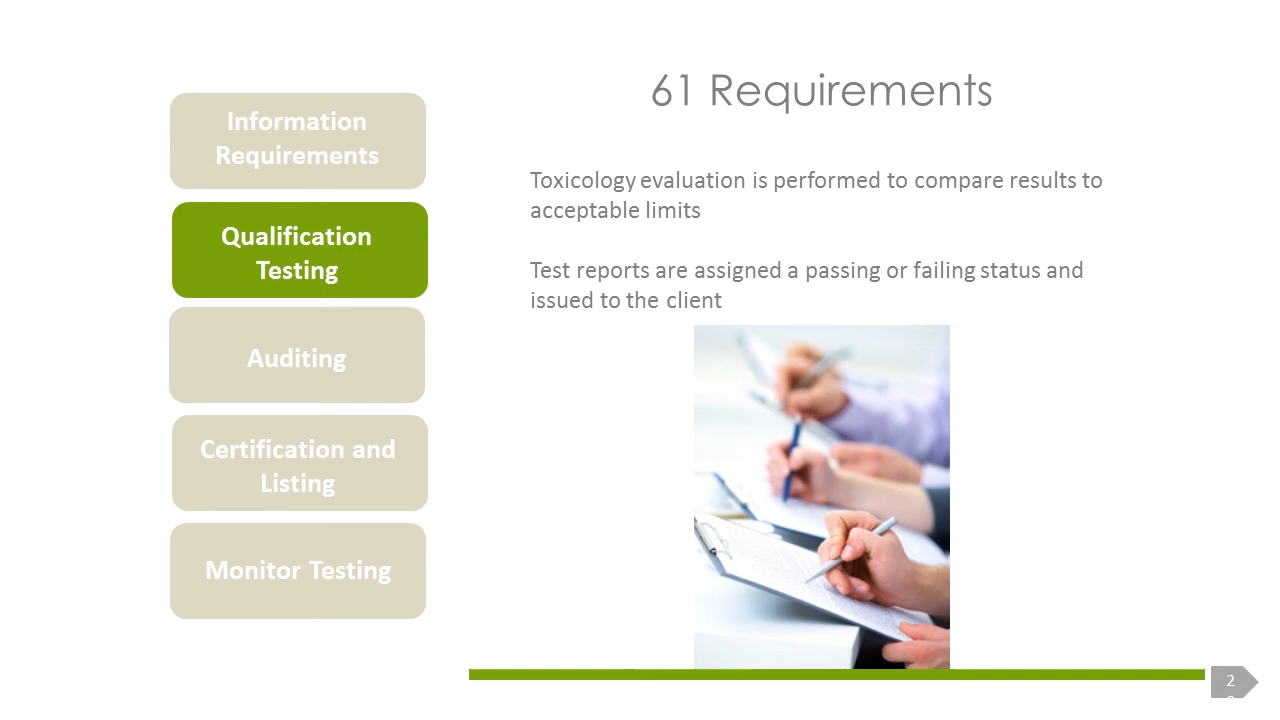 61 Requirements
Information
Requirements
Qualification
Testing
Auditing
Certification and
Listing
Monitor Testing
Toxicology evaluation is performed to compare results to
acceptable limits
Test reports are assigned a passing or failing status and
issued to the client
2